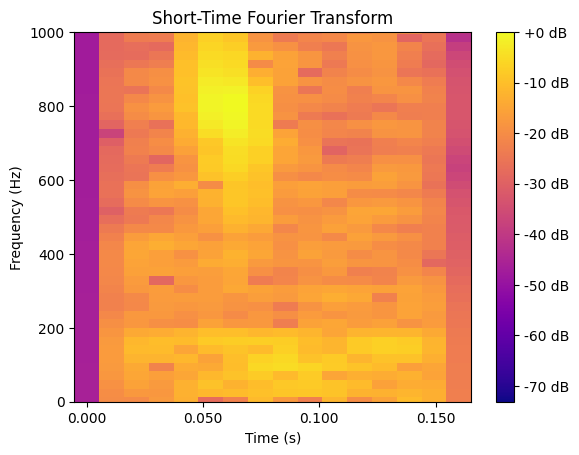 Short-Time Fourier Transform
1000
800
600
400
200
0
Frequency (Hz)
0.000
0.050
0.100
0.150
Time (s)
+0 dB
-10 dB
-20 dB
-30 dB
-40 dB
-50 dB
-60 dB
-70 dB